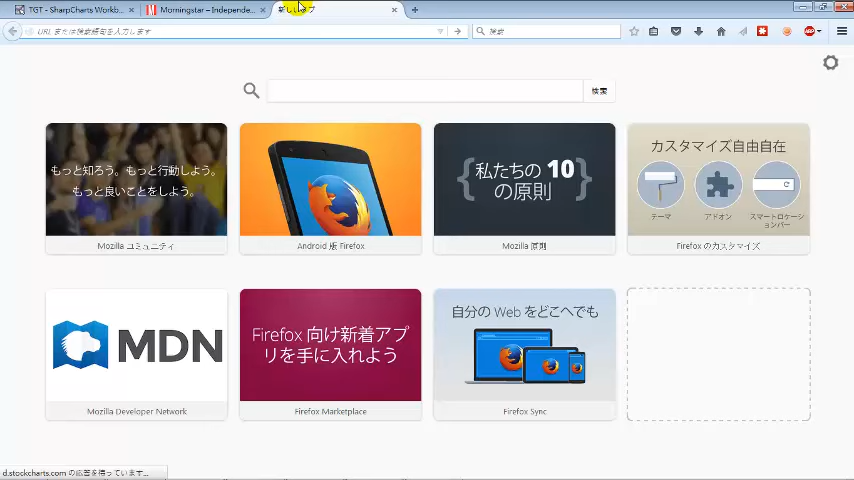 TGT - SharpCharts Workb...
Morningstar – Independe...
URL または検索語句を入力します
検索
ABP
検索
もっと知ろう。もっと行動しよう。
もっと良いことをしよう。
Mozilla コミュニティ
Android 版 Firefox
私たちの 10
の原則
Mozilla 原則
カスタマイズ自由自在
テーマ
アドオン
スマートロケーションバー
Firefox のカスタマイズ
MDN
Mozilla Developer Network
Firefox 向け新着アプ
リを手に入れよう
Firefox Marketplace
自分の Web をどこへでも
Firefox Sync
d.stockcharts.com の応答を待っています...